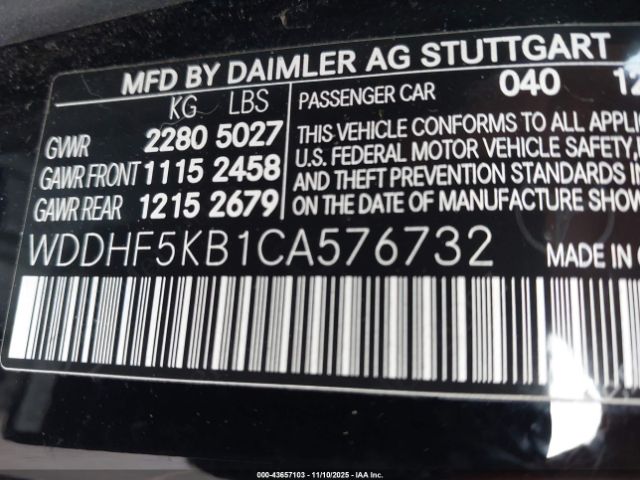 MFD BY DAIMLER AG STUTTGART
KG LBS
GVWR 2280 5027
GAWR FRONT 1115 2458
GAWR REAR 1215 2679
PASSENGER CAR 040 12
THIS VEHICLE CONFORMS TO ALL APPLI
U.S. FEDERAL MOTOR VEHICLE SAFETY,
AND THEFT PREVENTION STANDARDS IN
ON THE DATE OF MANUFACTURE SHOW
WDDHF5KB1CA576732
MADE IN
000-43657103 — 11/10/2025 — IAA Inc.